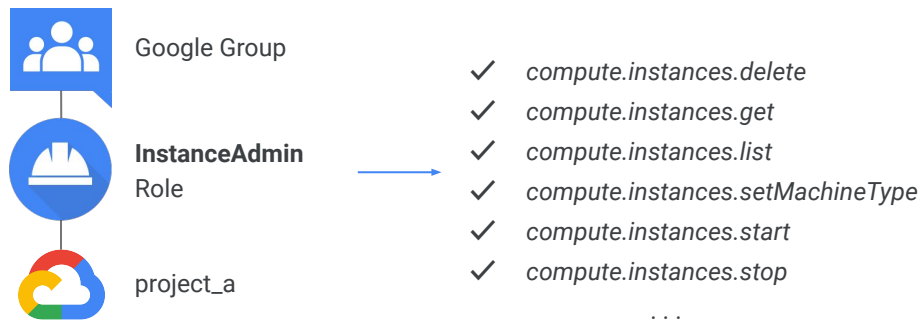 Google Group
InstanceAdmin
Role
project_a
compute.instances.delete
compute.instances.get
compute.instances.list
compute.instances.setMachineType
compute.instances.start
compute.instances.stop
. . .